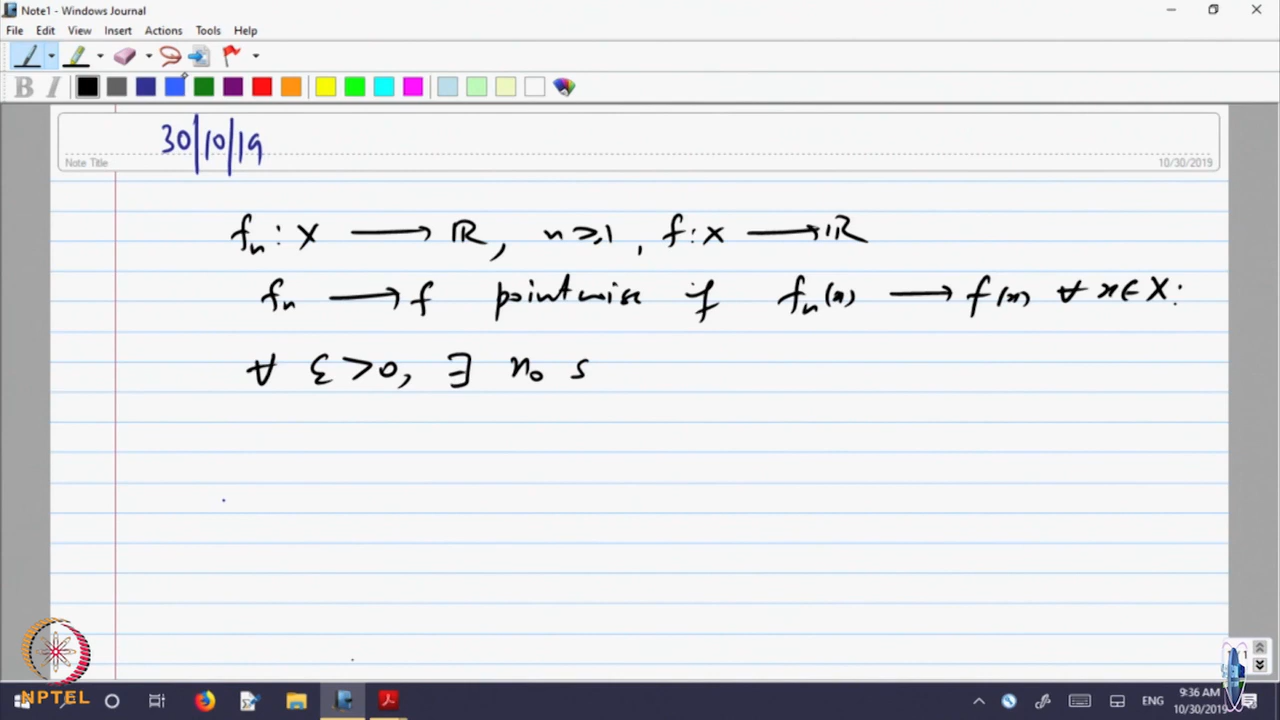 Note1 - Windows Journal
File Edit View Insert Actions Tools Help
B I
30/10/19
Note Title
10/30/2019
fₙ : X ⟶ ℝ, n ⩾ 1, f : X ⟶ ℝ
fₙ ⟶ f pointwise if fₙ(x) ⟶ f(x) ∀ x ∈ X :
∀ ε > 0, ∃ n₀ s
NPTEL
ENG
9:36 AM
10/30/2019